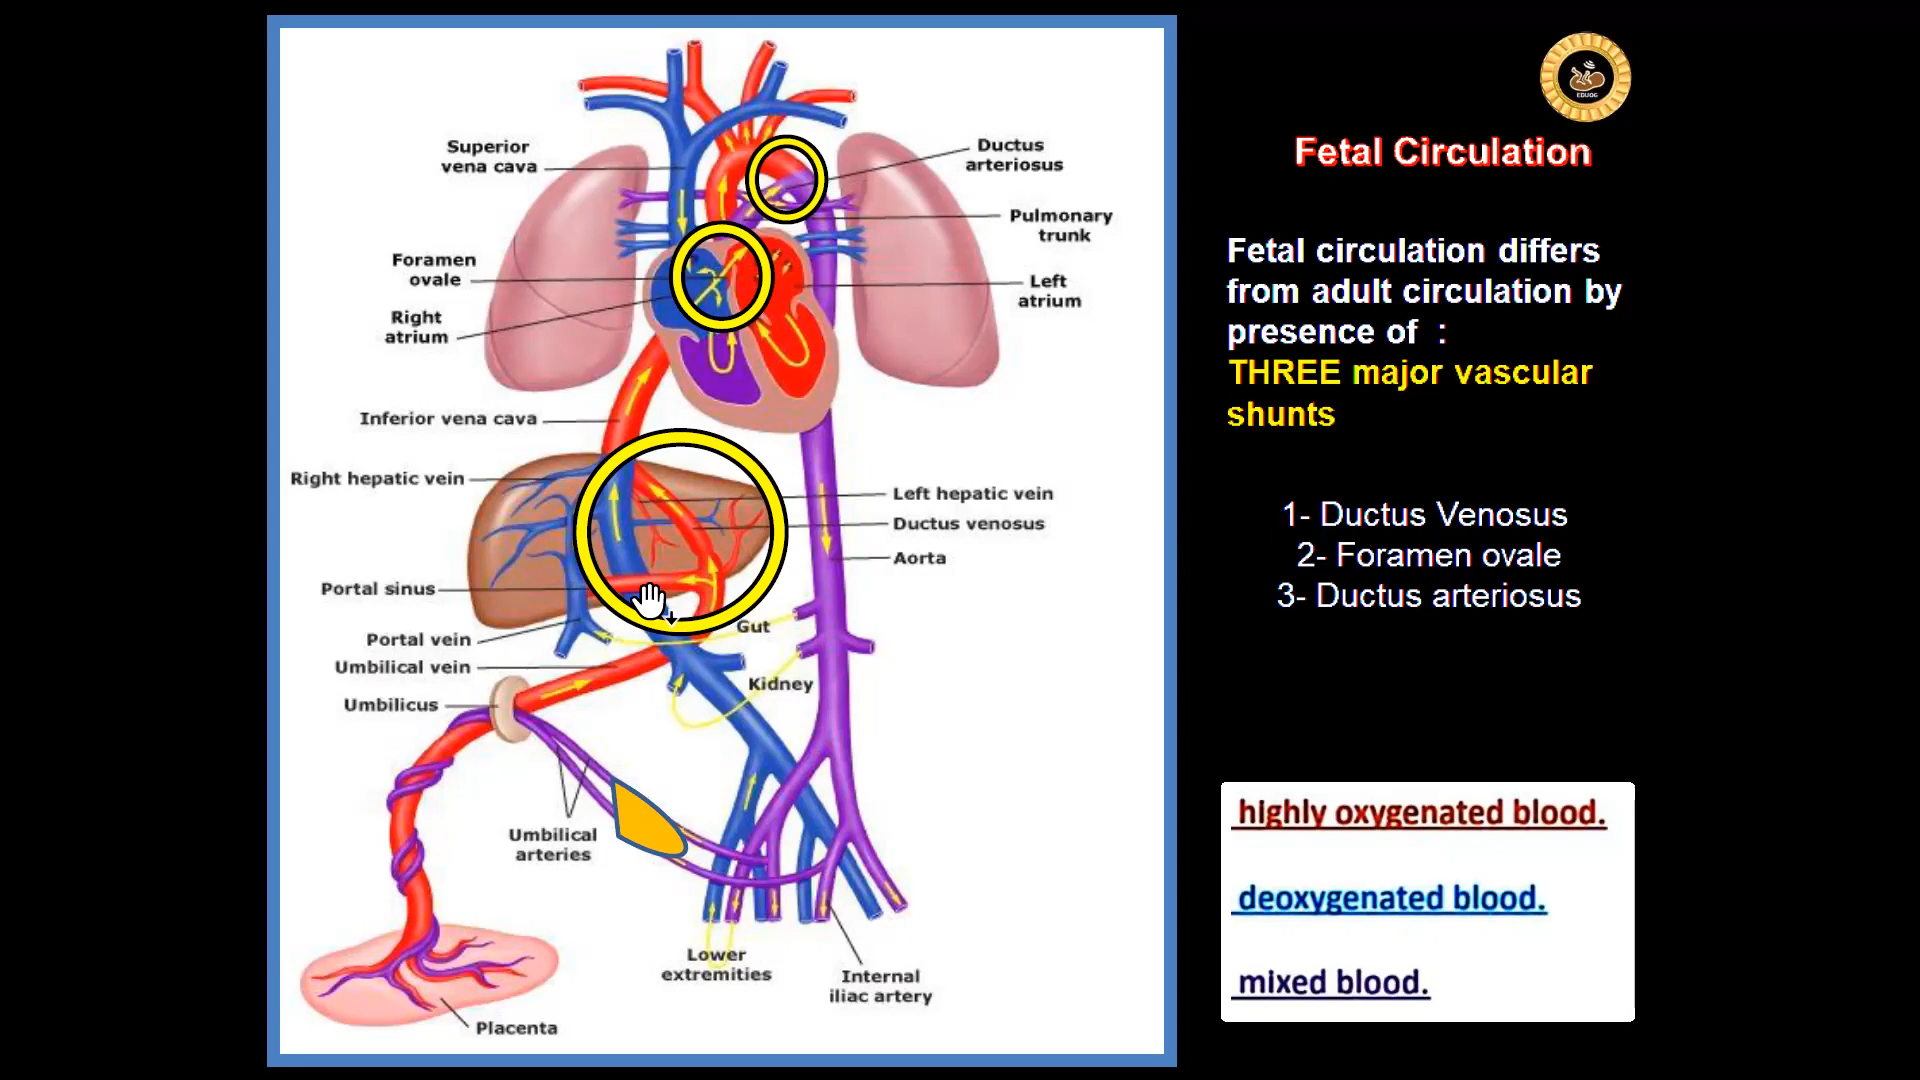 Superior
vena cava
Foramen
ovale
Right
atrium
Inferior vena cava
Right hepatic vein
Portal sinus
Portal vein
Umbilical vein
Umbilicus
Umbilical
arteries
Placenta
Ductus
arteriosus
Pulmonary
trunk
Left
atrium
Left hepatic vein
Ductus venosus
Aorta
Gut
Kidney
Lower
extremities
Internal
iliac artery
EDUOG
Fetal Circulation
Fetal circulation differs
from adult circulation by
presence of :
THREE major vascular
shunts
1- Ductus Venosus
2- Foramen ovale
3- Ductus arteriosus
highly oxygenated blood.
deoxygenated blood.
mixed blood.